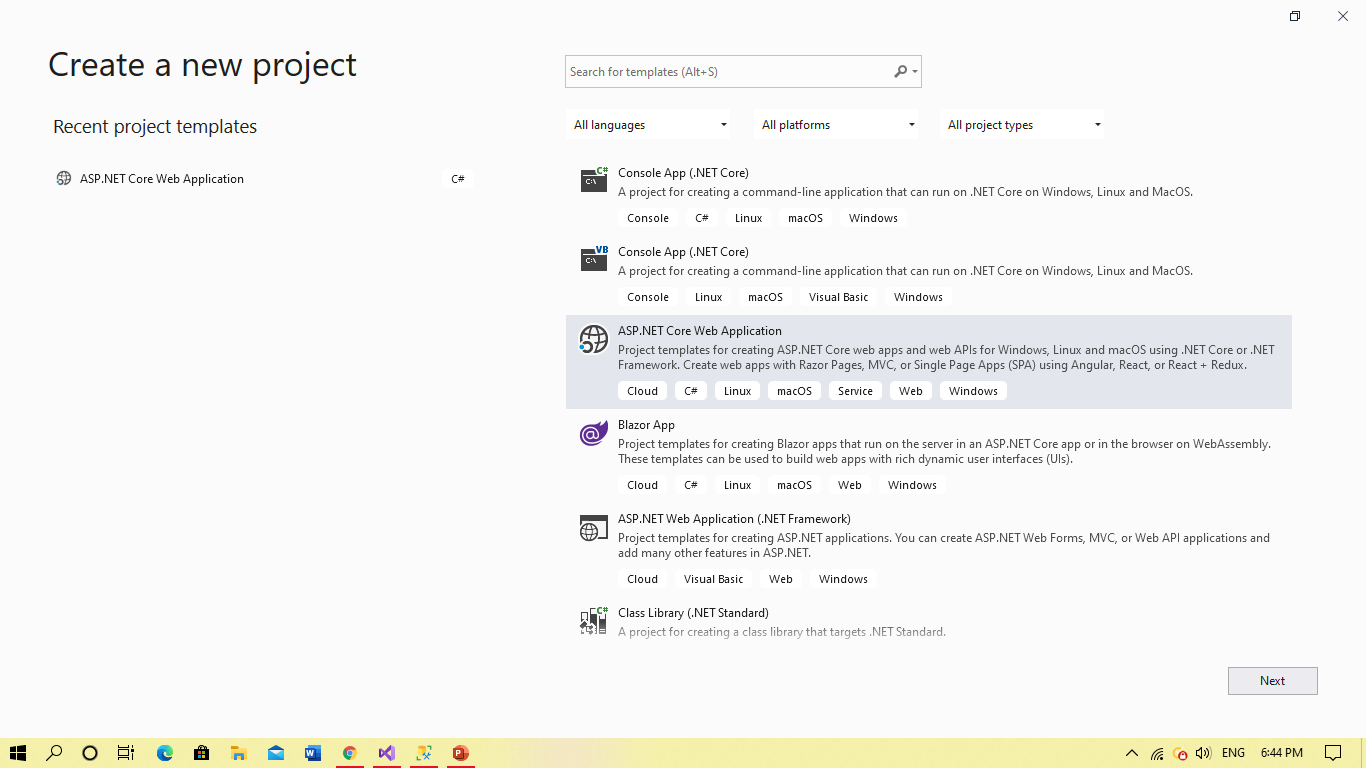 Create a new project
Recent project templates
ASP.NET Core Web Application C#
Search for templates (Alt+S)
All languages All platforms All project types
C#
C:\
Console App (.NET Core)
A project for creating a command-line application that can run on .NET Core on Windows, Linux and MacOS.
Console C# Linux macOS Windows
VB
C:\
Console App (.NET Core)
A project for creating a command-line application that can run on .NET Core on Windows, Linux and MacOS.
Console Linux macOS Visual Basic Windows
ASP.NET Core Web Application
Project templates for creating ASP.NET Core web apps and web APIs for Windows, Linux and macOS using .NET Core or .NET
Framework. Create web apps with Razor Pages, MVC, or Single Page Apps (SPA) using Angular, React, or React + Redux.
Cloud C# Linux macOS Service Web Windows
@
Blazor App
Project templates for creating Blazor apps that run on the server in an ASP.NET Core app or in the browser on WebAssembly.
These templates can be used to build web apps with rich dynamic user interfaces (UIs).
Cloud C# Linux macOS Web Windows
ASP.NET Web Application (.NET Framework)
Project templates for creating ASP.NET applications. You can create ASP.NET Web Forms, MVC, or Web API applications and
add many other features in ASP.NET.
Cloud Visual Basic Web Windows
C#
Class Library (.NET Standard)
A project for creating a class library that targets .NET Standard.
Next
W P ENG 6:44 PM